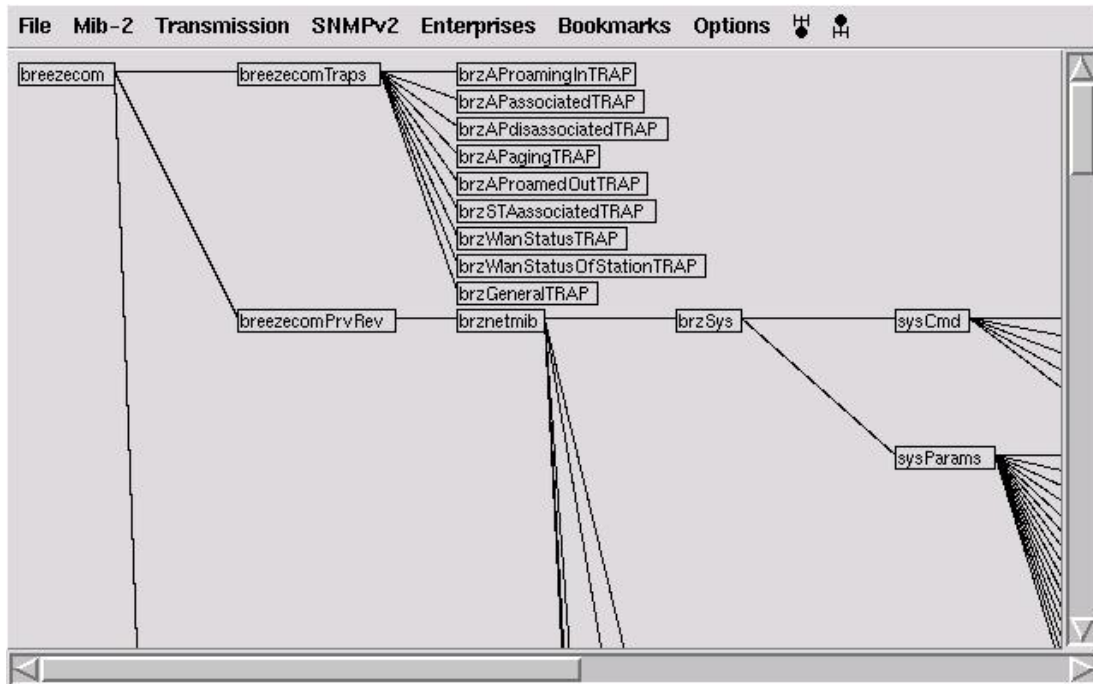 File Mib-2 Transmission SNMPv2 Enterprises Bookmarks Options
breezecom breezecomTraps brzAProamingInTRAP
brzAPassociatedTRAP
brzAPdisassociatedTRAP
brzAPagingTRAP
brzAProamedOutTRAP
brzSTAassociatedTRAP
brzWlanStatusTRAP
brzWlanStatusOfStationTRAP
brzGeneralTRAP
breezecomPrvRev brznetmib brzSys sysCmd
sysParams